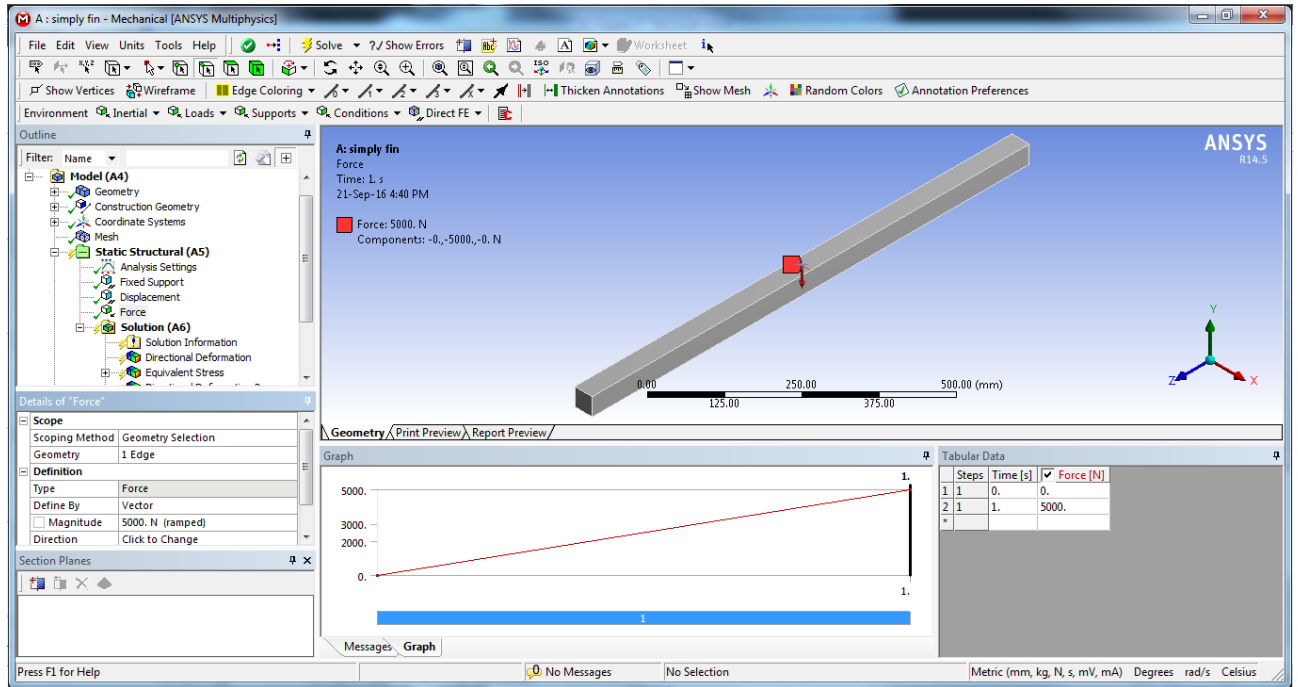 A : simply fin - Mechanical [ANSYS Multiphysics]
File Edit View Units Tools Help Solve ?/ Show Errors Worksheet
Show Vertices Wireframe Edge Coloring Thicken Annotations Show Mesh Random Colors Annotation Preferences
Environment Inertial Loads Supports Conditions Direct FE
Outline
Filter: Name
Model (A4)
Geometry
Construction Geometry
Coordinate Systems
Mesh
Static Structural (A5)
Analysis Settings
Fixed Support
Displacement
Force
Solution (A6)
Solution Information
Directional Deformation
Equivalent Stress
Details of "Force"
Scope
Scoping Method Geometry Selection
Geometry 1 Edge
Definition
Type Force
Define By Vector
Magnitude 5000. N (ramped)
Direction Click to Change
Section Planes
A: simply fin
Force
Time: 1. s
21-Sep-16 4:40 PM
Force: 5000. N
Components: -0.,-5000.,-0. N
ANSYS
R14.5
0.00 250.00 500.00 (mm)
125.00 375.00
Y
Z X
Geometry Print Preview Report Preview
Graph
1.
5000.
3000.
2000.
0.
1.
1
Messages Graph
Tabular Data
Steps Time [s] Force [N]
1 1 0. 0.
2 1 1. 5000.
*
Press F1 for Help 0 No Messages No Selection Metric (mm, kg, N, s, mV, mA) Degrees rad/s Celsius